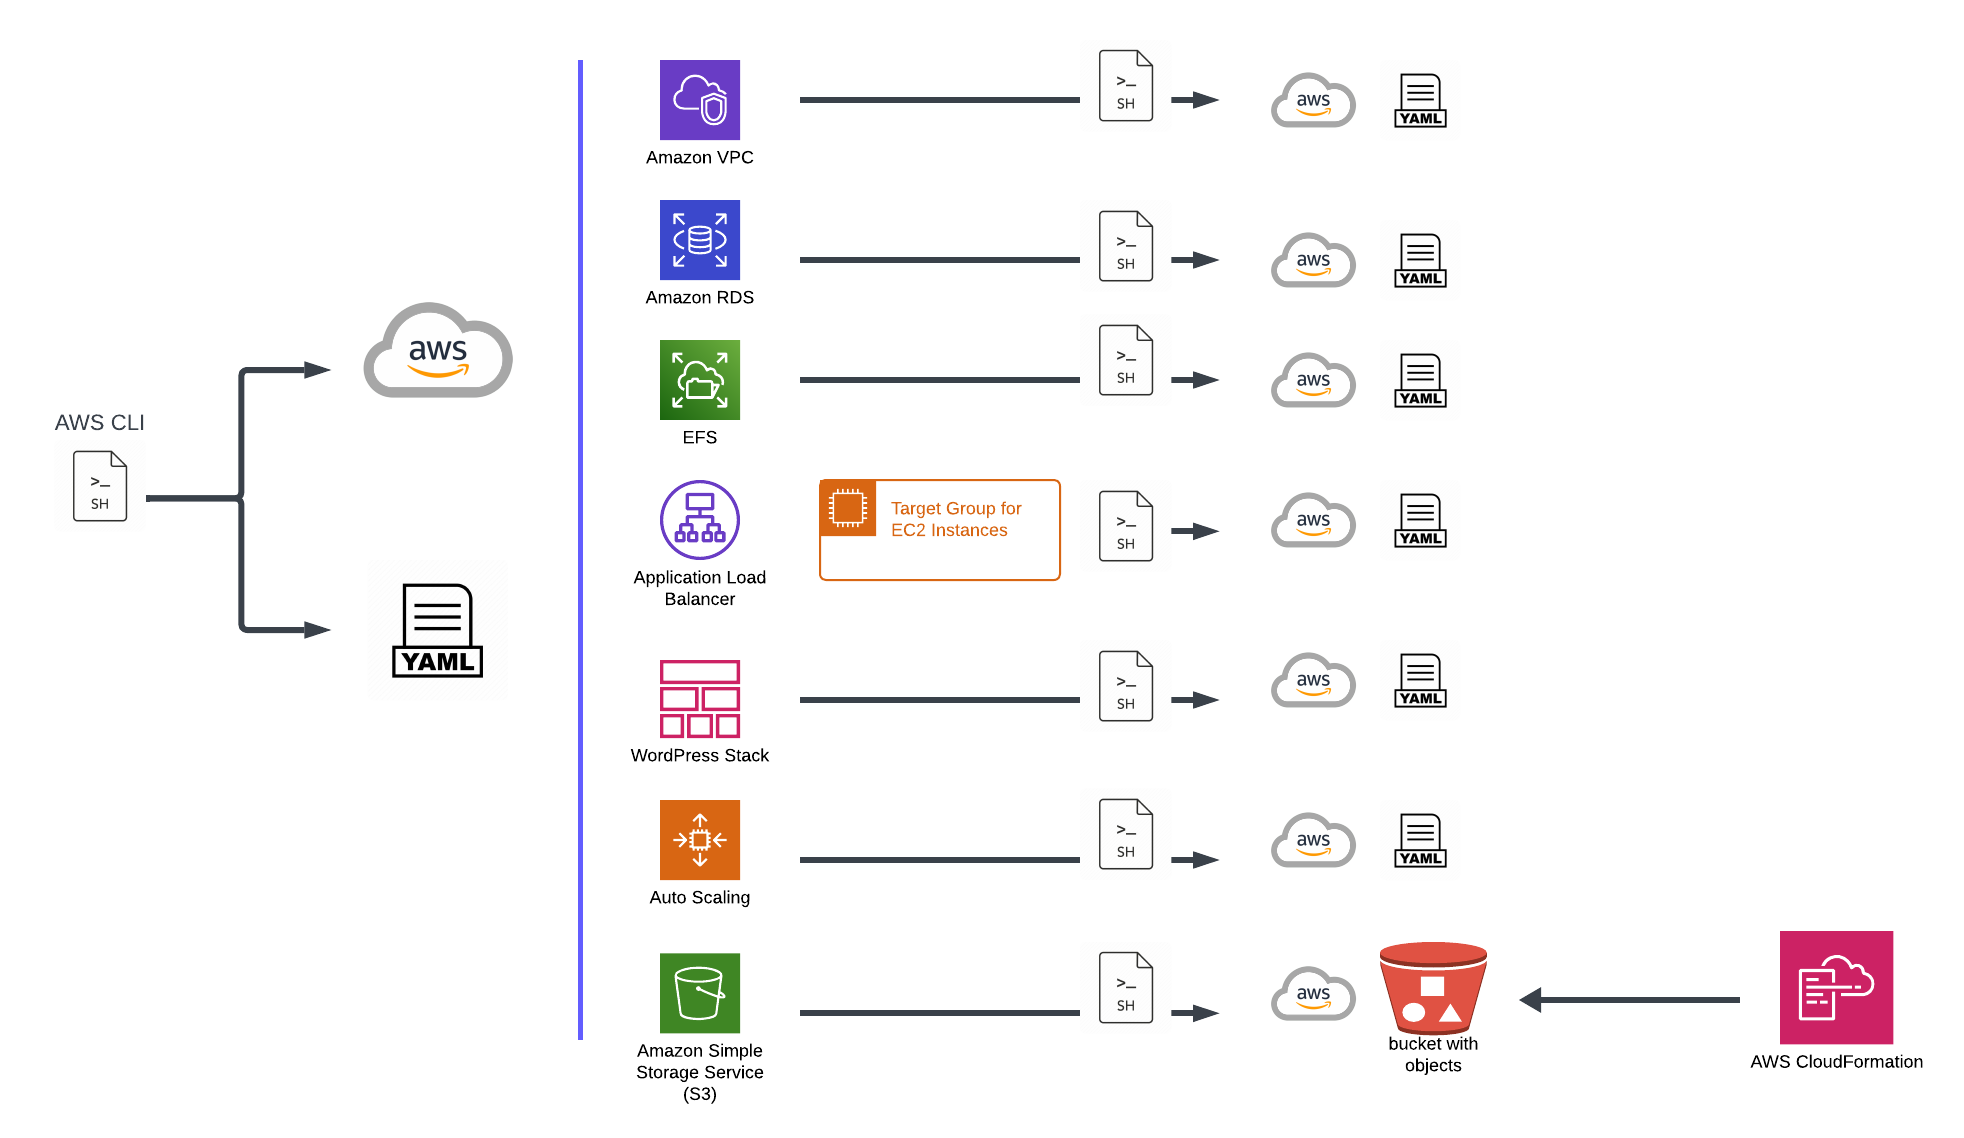 AWS CLI
>_
SH
aws
YAML
Amazon VPC
>_
SH
aws
YAML
Amazon RDS
>_
SH
aws
YAML
EFS
>_
SH
aws
YAML
Application Load
Balancer
Target Group for
EC2 Instances
>_
SH
aws
YAML
WordPress Stack
>_
SH
aws
YAML
Auto Scaling
>_
SH
aws
YAML
Amazon Simple
Storage Service
(S3)
>_
SH
aws
bucket with
objects
AWS CloudFormation